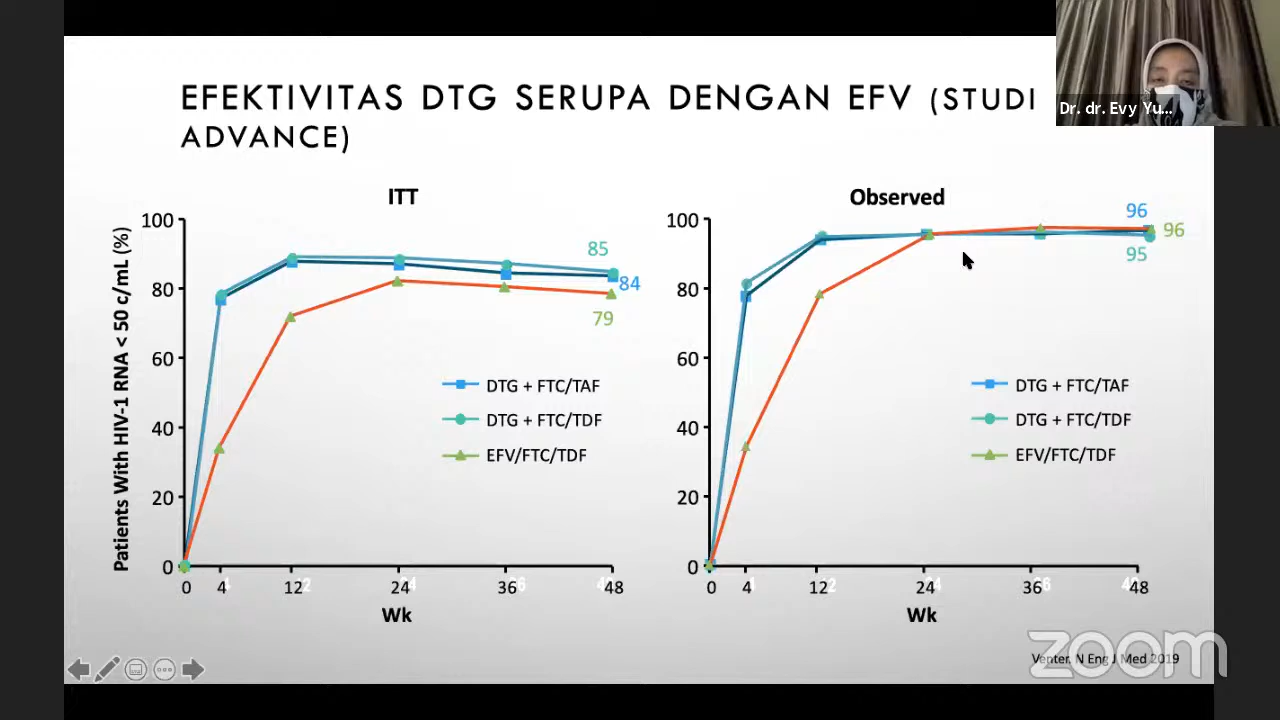 EFEKTIVITAS DTG SERUPA DENGAN EFV (STUDI
ADVANCE)
Dr. dr. Evy Yu...
ITT
Patients With HIV-1 RNA < 50 c/mL (%)
100
80
60
40
20
0
0 4 12 24 36 48
Wk
85
84
79
DTG + FTC/TAF
DTG + FTC/TDF
EFV/FTC/TDF
Observed
100
80
60
40
20
0
0 4 12 24 36 48
Wk
96
96
95
DTG + FTC/TAF
DTG + FTC/TDF
EFV/FTC/TDF
Venter. N Eng J Med 2019
zoom